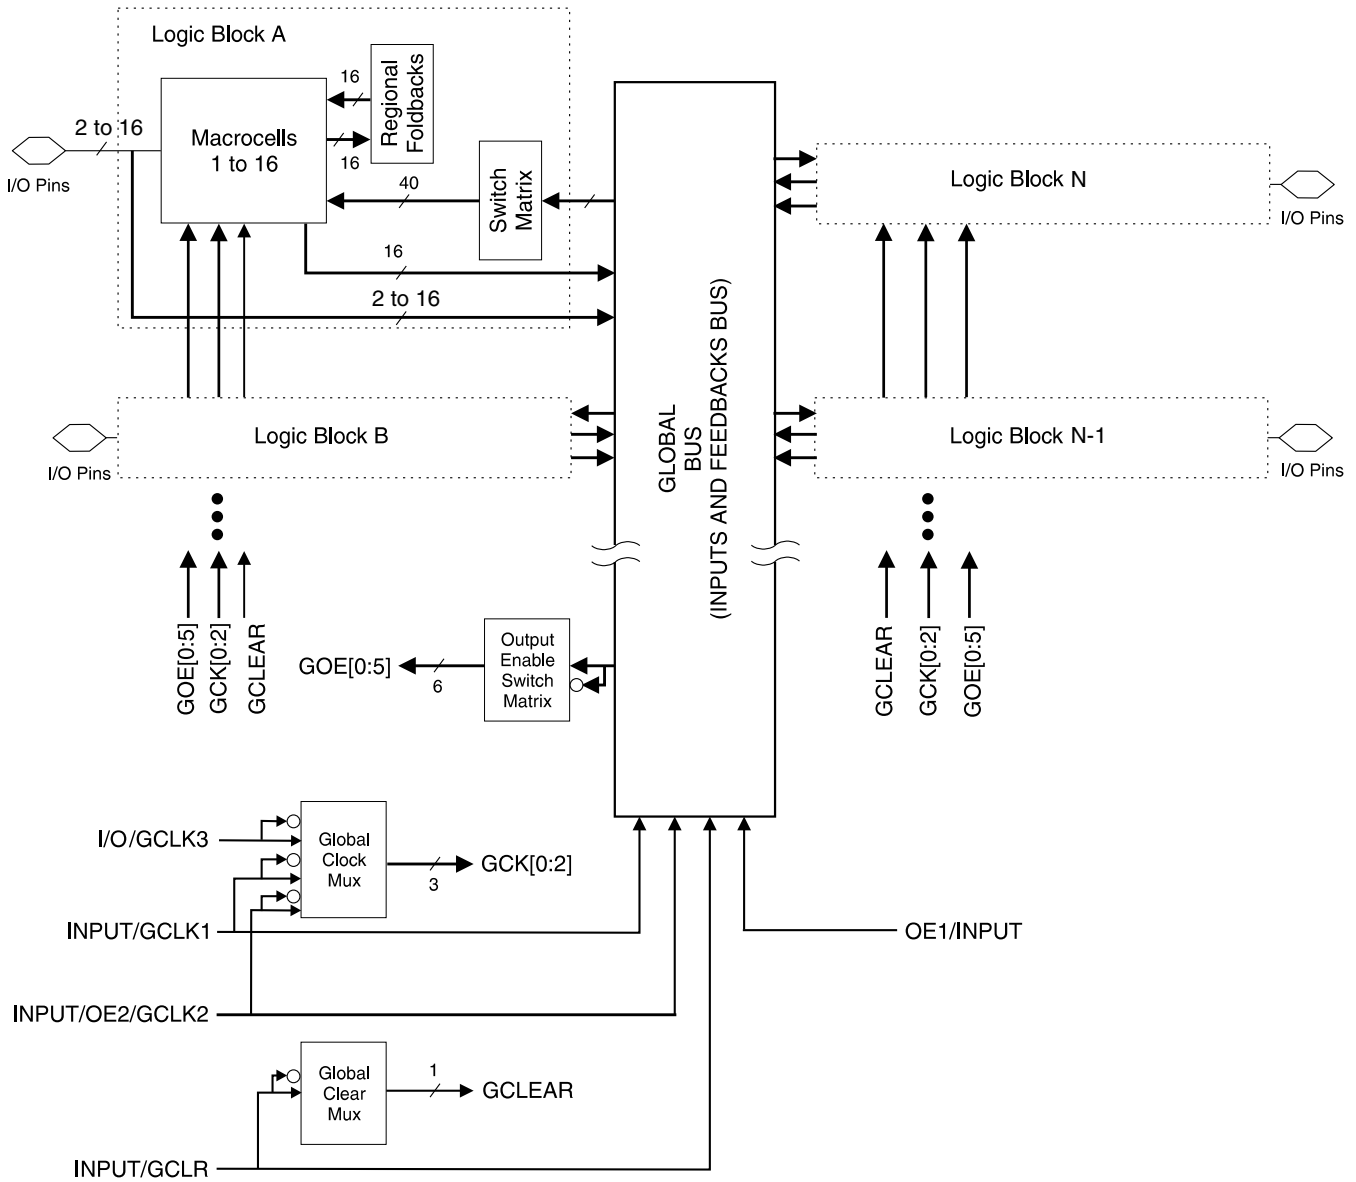 Logic Block A
16
Regional
Foldbacks
2 to 16
Macrocells
1 to 16
16
I/O Pins
40
Switch
Matrix
16
2 to 16
Logic Block N
I/O Pins
Logic Block B
I/O Pins
GLOBAL
BUS
(INPUTS AND FEEDBACKS BUS)
Logic Block N-1
I/O Pins
GOE[0:5]
GCK[0:2]
GCLEAR
GOE[0:5]
6
Output
Enable
Switch
Matrix
GCLEAR
GCK[0:2]
GOE[0:5]
I/O/GCLK3
Global
Clock
Mux
3
GCK[0:2]
INPUT/GCLK1
OE1/INPUT
INPUT/OE2/GCLK2
Global
Clear
Mux
1
GCLEAR
INPUT/GCLR